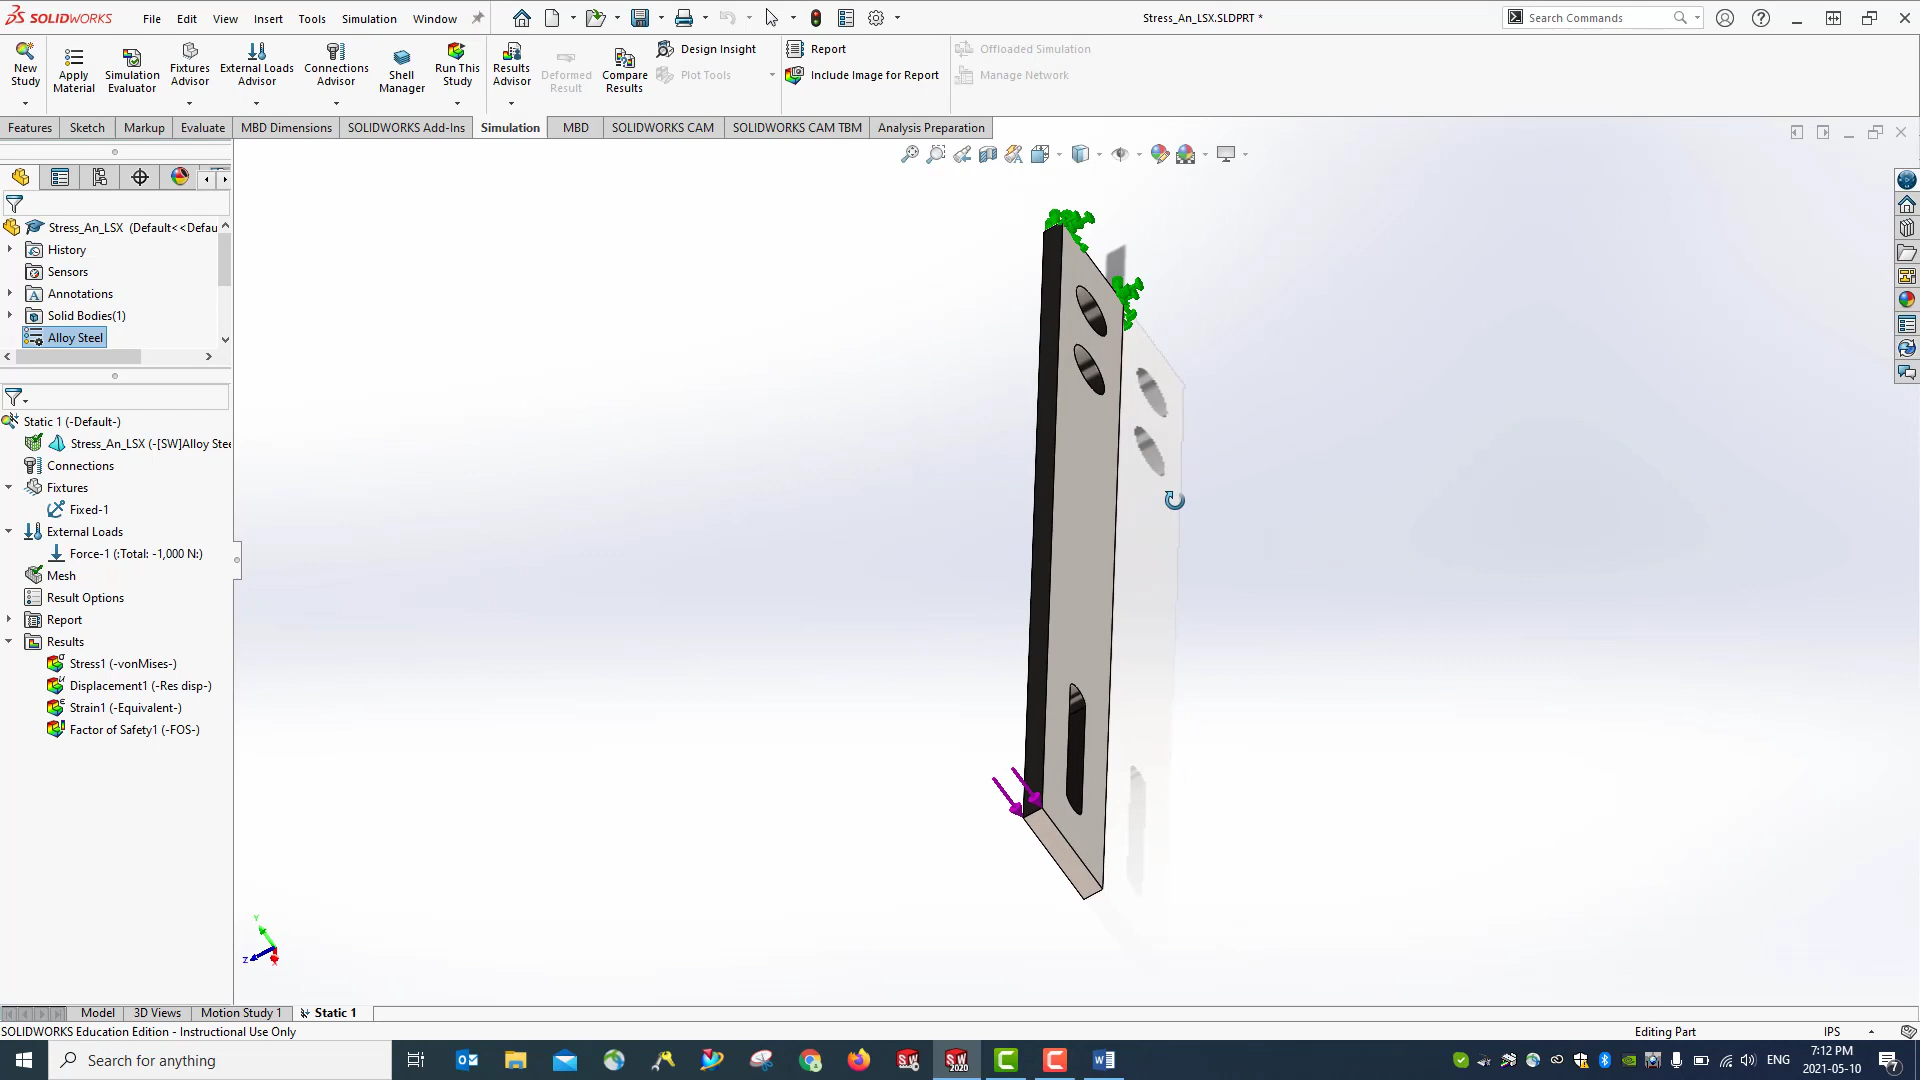 SOLIDWORKS File Edit View Insert Tools Simulation Window Stress_An_LSX.SLDPRT * Search Commands
New Study
Apply Material
Simulation Evaluator
Fixtures Advisor
External Loads Advisor
Connections Advisor
Shell Manager
Run This Study
Results Advisor
Deformed Result
Compare Results
Design Insight
Plot Tools
Report
Include Image for Report
Offloaded Simulation
Manage Network
Features Sketch Markup Evaluate MBD Dimensions SOLIDWORKS Add-Ins Simulation MBD SOLIDWORKS CAM SOLIDWORKS CAM TBM Analysis Preparation
Stress_An_LSX (Default<<Defau
History
Sensors
Annotations
Solid Bodies(1)
Alloy Steel
Static 1 (-Default-)
Stress_An_LSX (-[SW]Alloy Stee
Connections
Fixtures
Fixed-1
External Loads
Force-1 (:Total: -1,000 N:)
Mesh
Result Options
Report
Results
Stress1 (-vonMises-)
Displacement1 (-Res disp-)
Strain1 (-Equivalent-)
Factor of Safety1 (-FOS-)
Y
Z
X
Model 3D Views Motion Study 1 Static 1
SOLIDWORKS Education Edition - Instructional Use Only Editing Part IPS
Search for anything
SW 2020
ENG
7:12 PM
2021-05-10
7